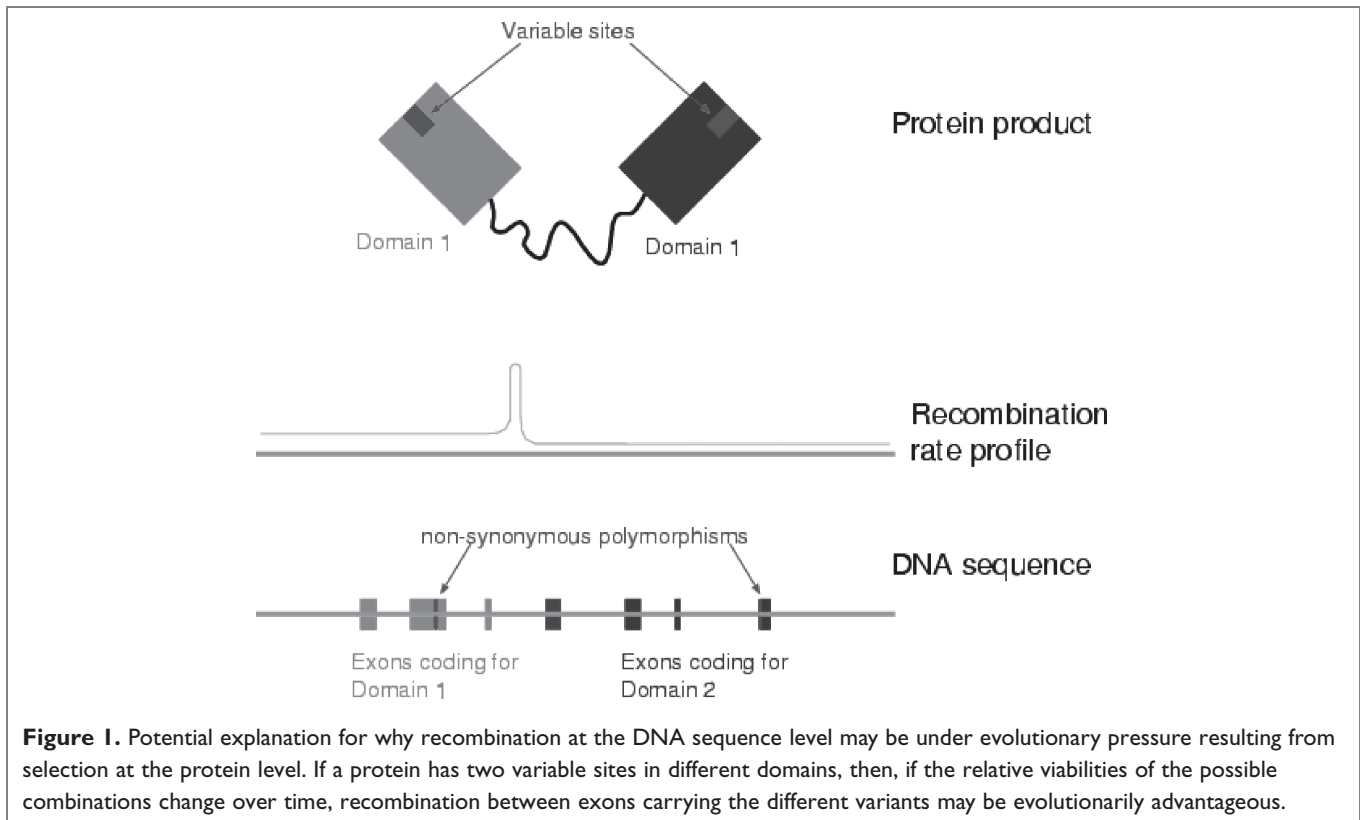 Variable sites
Protein product
Domain 1
Domain 1
Recombination
rate profile
non-synonymous polymorphisms
DNA sequence
Exons coding for
Domain 1
Exons coding for
Domain 2
Figure 1. Potential explanation for why recombination at the DNA sequence level may be under evolutionary pressure resulting from
selection at the protein level. If a protein has two variable sites in different domains, then, if the relative viabilities of the possible
combinations change over time, recombination between exons carrying the different variants may be evolutionarily advantageous.